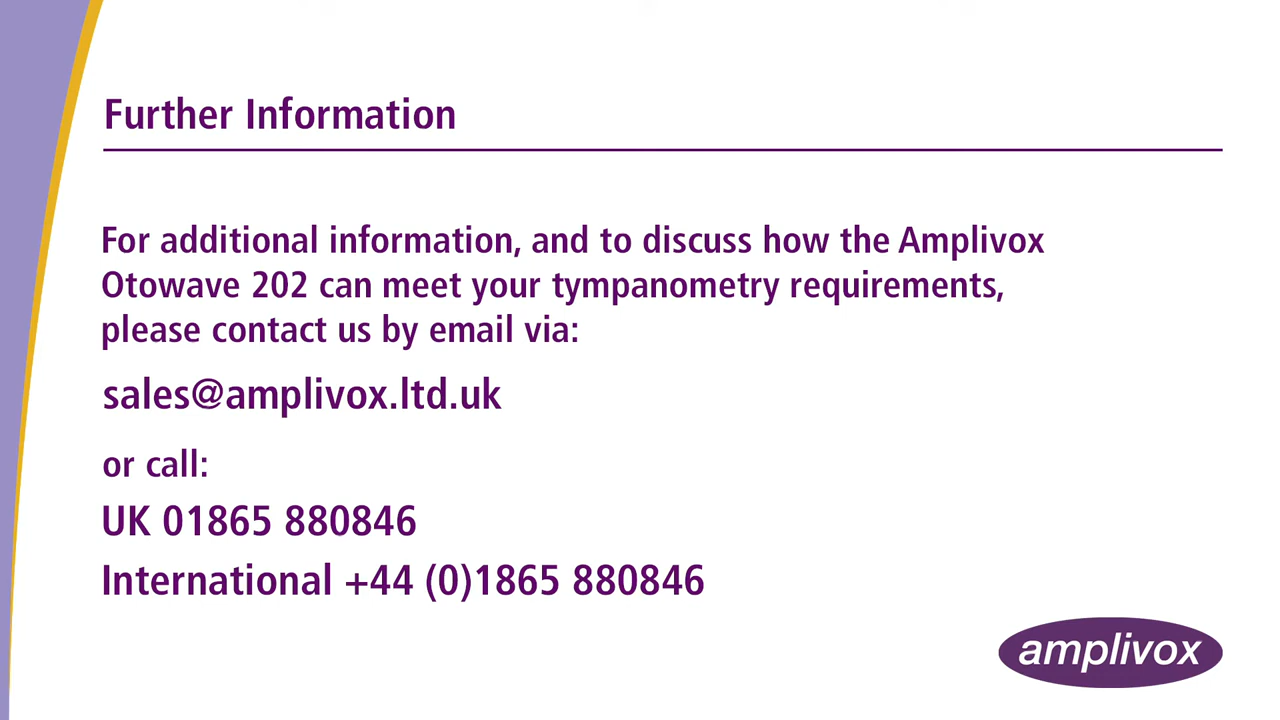 Further Information
For additional information, and to discuss how the Amplivox
Otowave 202 can meet your tympanometry requirements,
please contact us by email via:
sales@amplivox.ltd.uk
or call:
UK 01865 880846
International +44 (0)1865 880846
amplivox